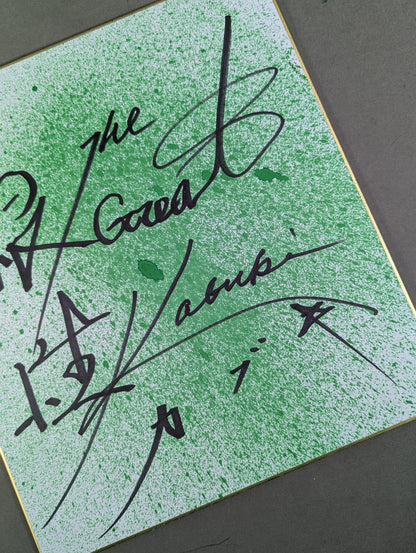 The
Great
Kabuki
カブキ